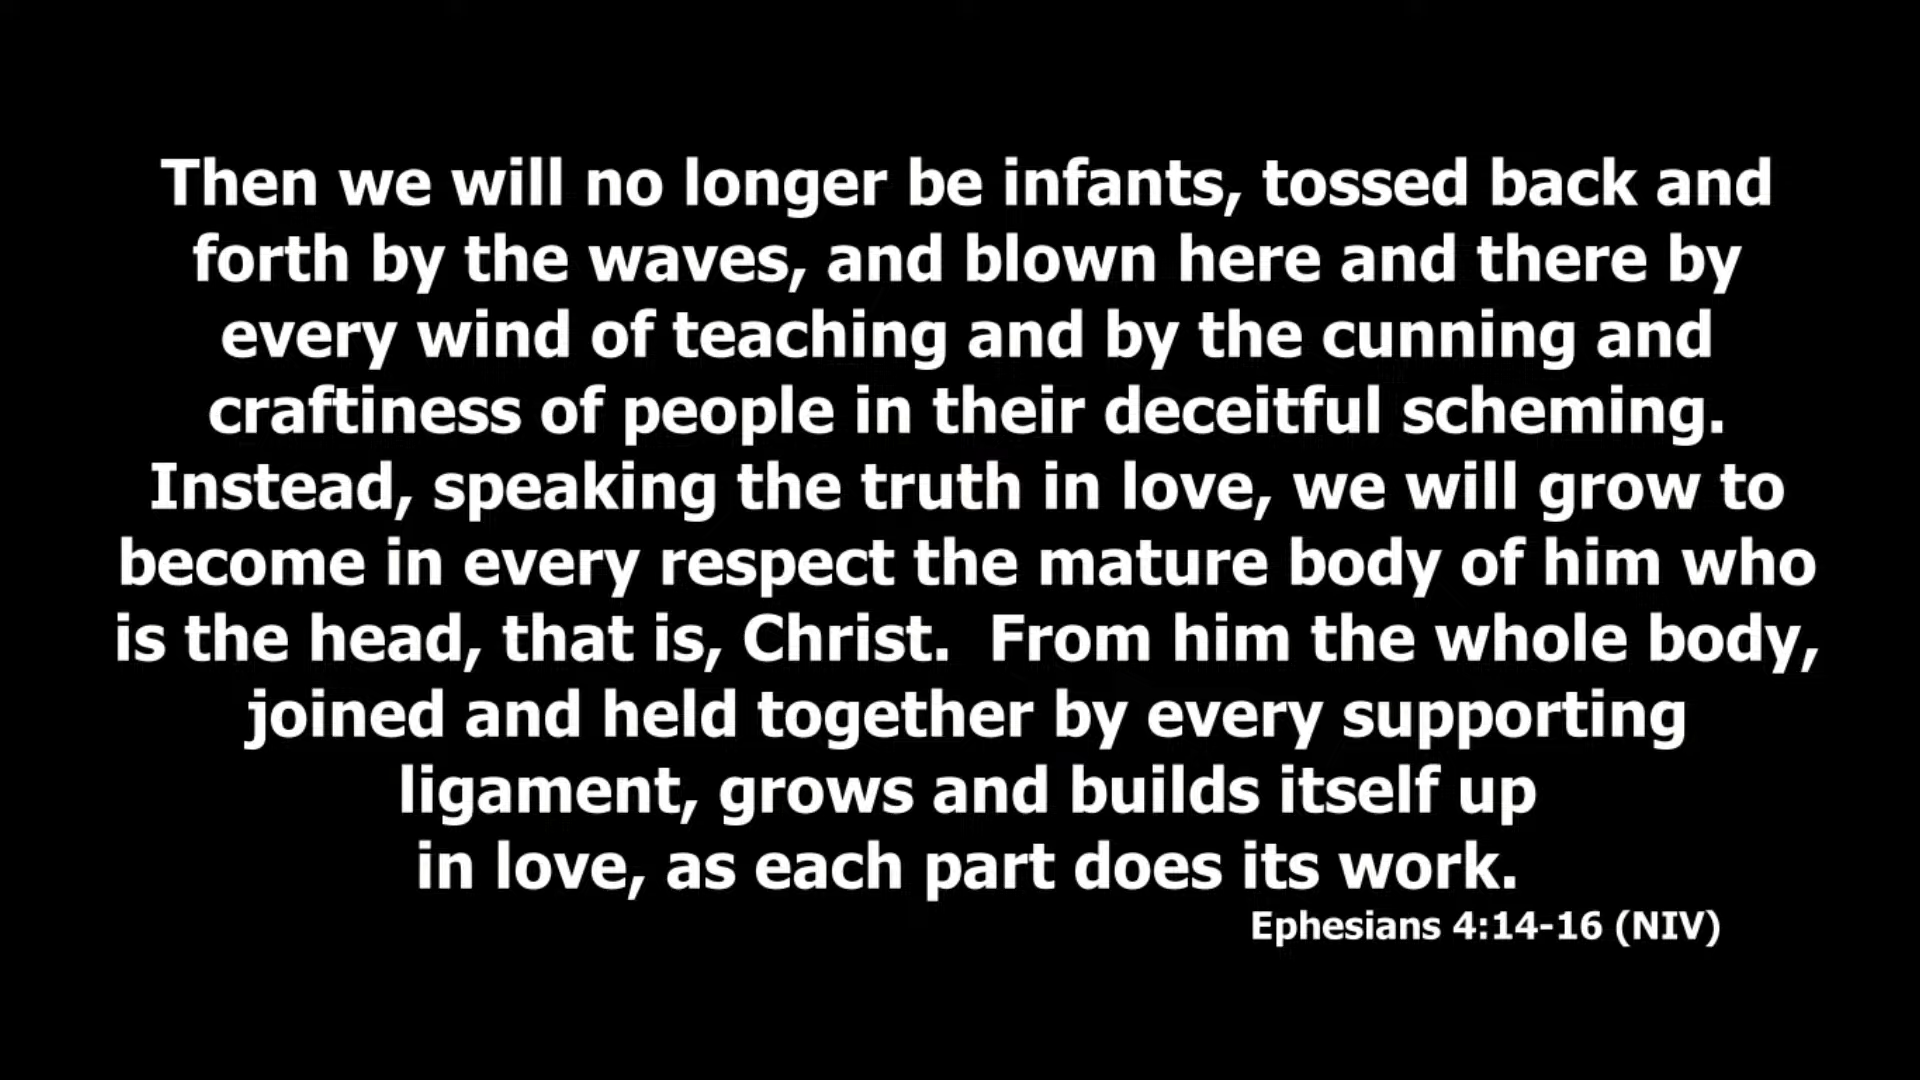 Then we will no longer be infants, tossed back and
forth by the waves, and blown here and there by
every wind of teaching and by the cunning and
craftiness of people in their deceitful scheming.
Instead, speaking the truth in love, we will grow to
become in every respect the mature body of him who
is the head, that is, Christ.  From him the whole body,
joined and held together by every supporting
ligament, grows and builds itself up
in love, as each part does its work.
Ephesians 4:14-16 (NIV)